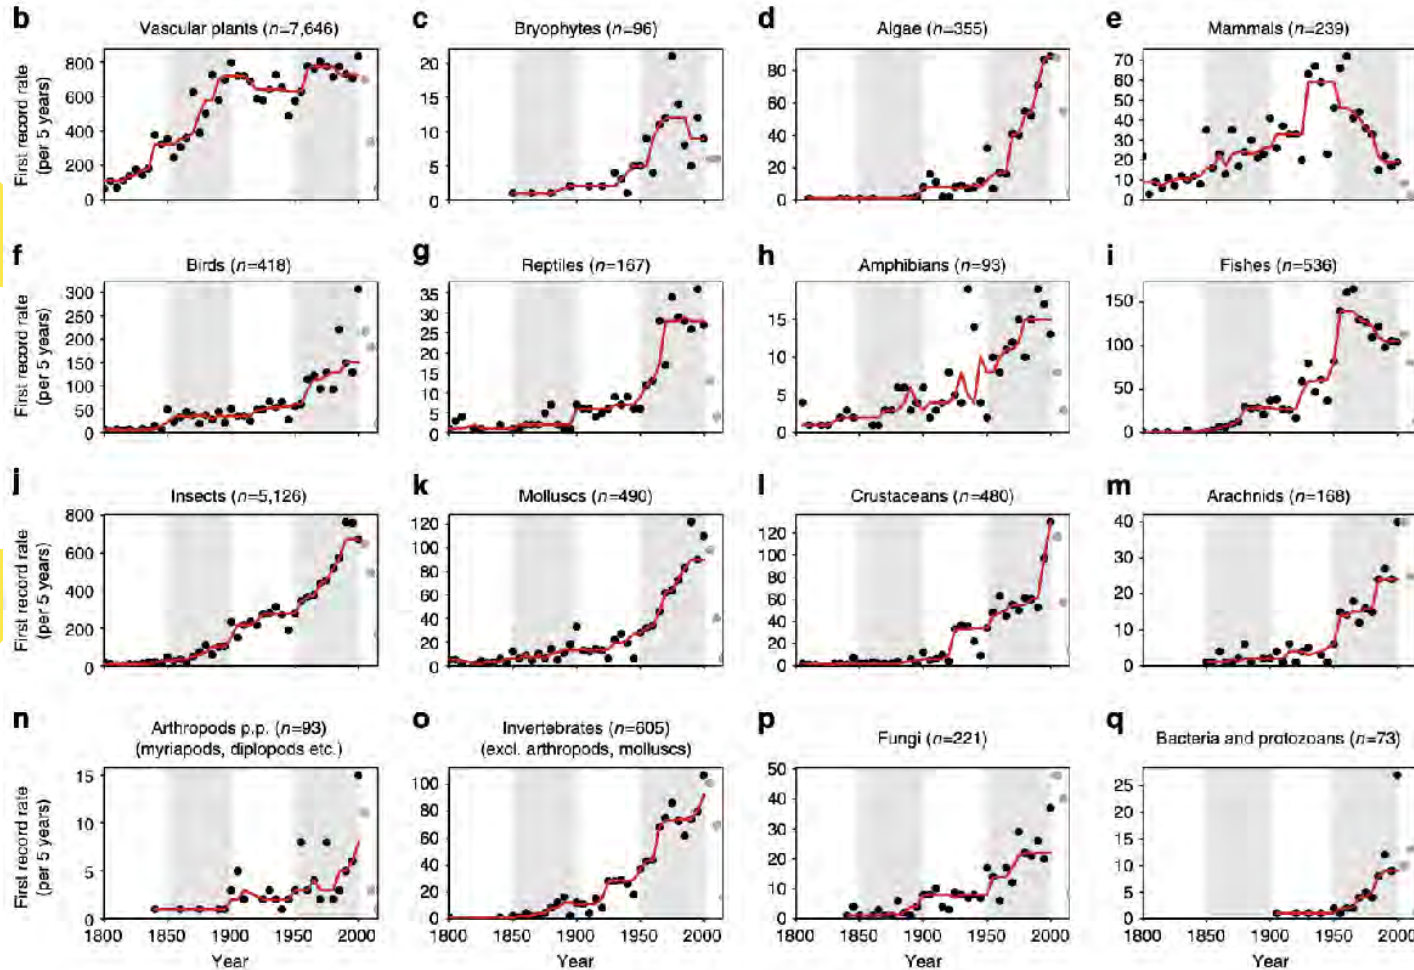 b
Vascular plants (n=7,646)
First record rate
(per 5 years)
800
600
400
200
0
c
Bryophytes (n=96)
20
15
10
5
0
d
Algae (n=355)
80
60
40
20
0
e
Mammals (n=239)
70
60
50
40
30
20
10
0
f
Birds (n=418)
First record rate
(per 5 years)
300
250
200
150
100
50
0
g
Reptiles (n=167)
35
30
25
20
15
10
5
0
h
Amphibians (n=93)
15
10
5
0
i
Fishes (n=536)
150
100
50
0
j
Insects (n=5,126)
First record rate
(per 5 years)
800
600
400
200
0
k
Molluscs (n=490)
120
100
80
60
40
20
0
l
Crustaceans (n=480)
120
100
80
60
40
20
0
m
Arachnids (n=168)
40
30
20
10
0
n
Arthropods p.p. (n=93)
(myriapods, diplopods etc.)
First record rate
(per 5 years)
15
10
5
0
1800 1850 1900 1950 2000
Year
o
Invertebrates (n=605)
(excl. arthropods, molluscs)
100
80
60
40
20
0
1800 1850 1900 1950 2000
Year
p
Fungi (n=221)
50
40
30
20
10
0
1800 1850 1900 1950 2000
Year
q
Bacteria and protozoans (n=73)
25
20
15
10
5
0
1800 1850 1900 1950 2000
Year